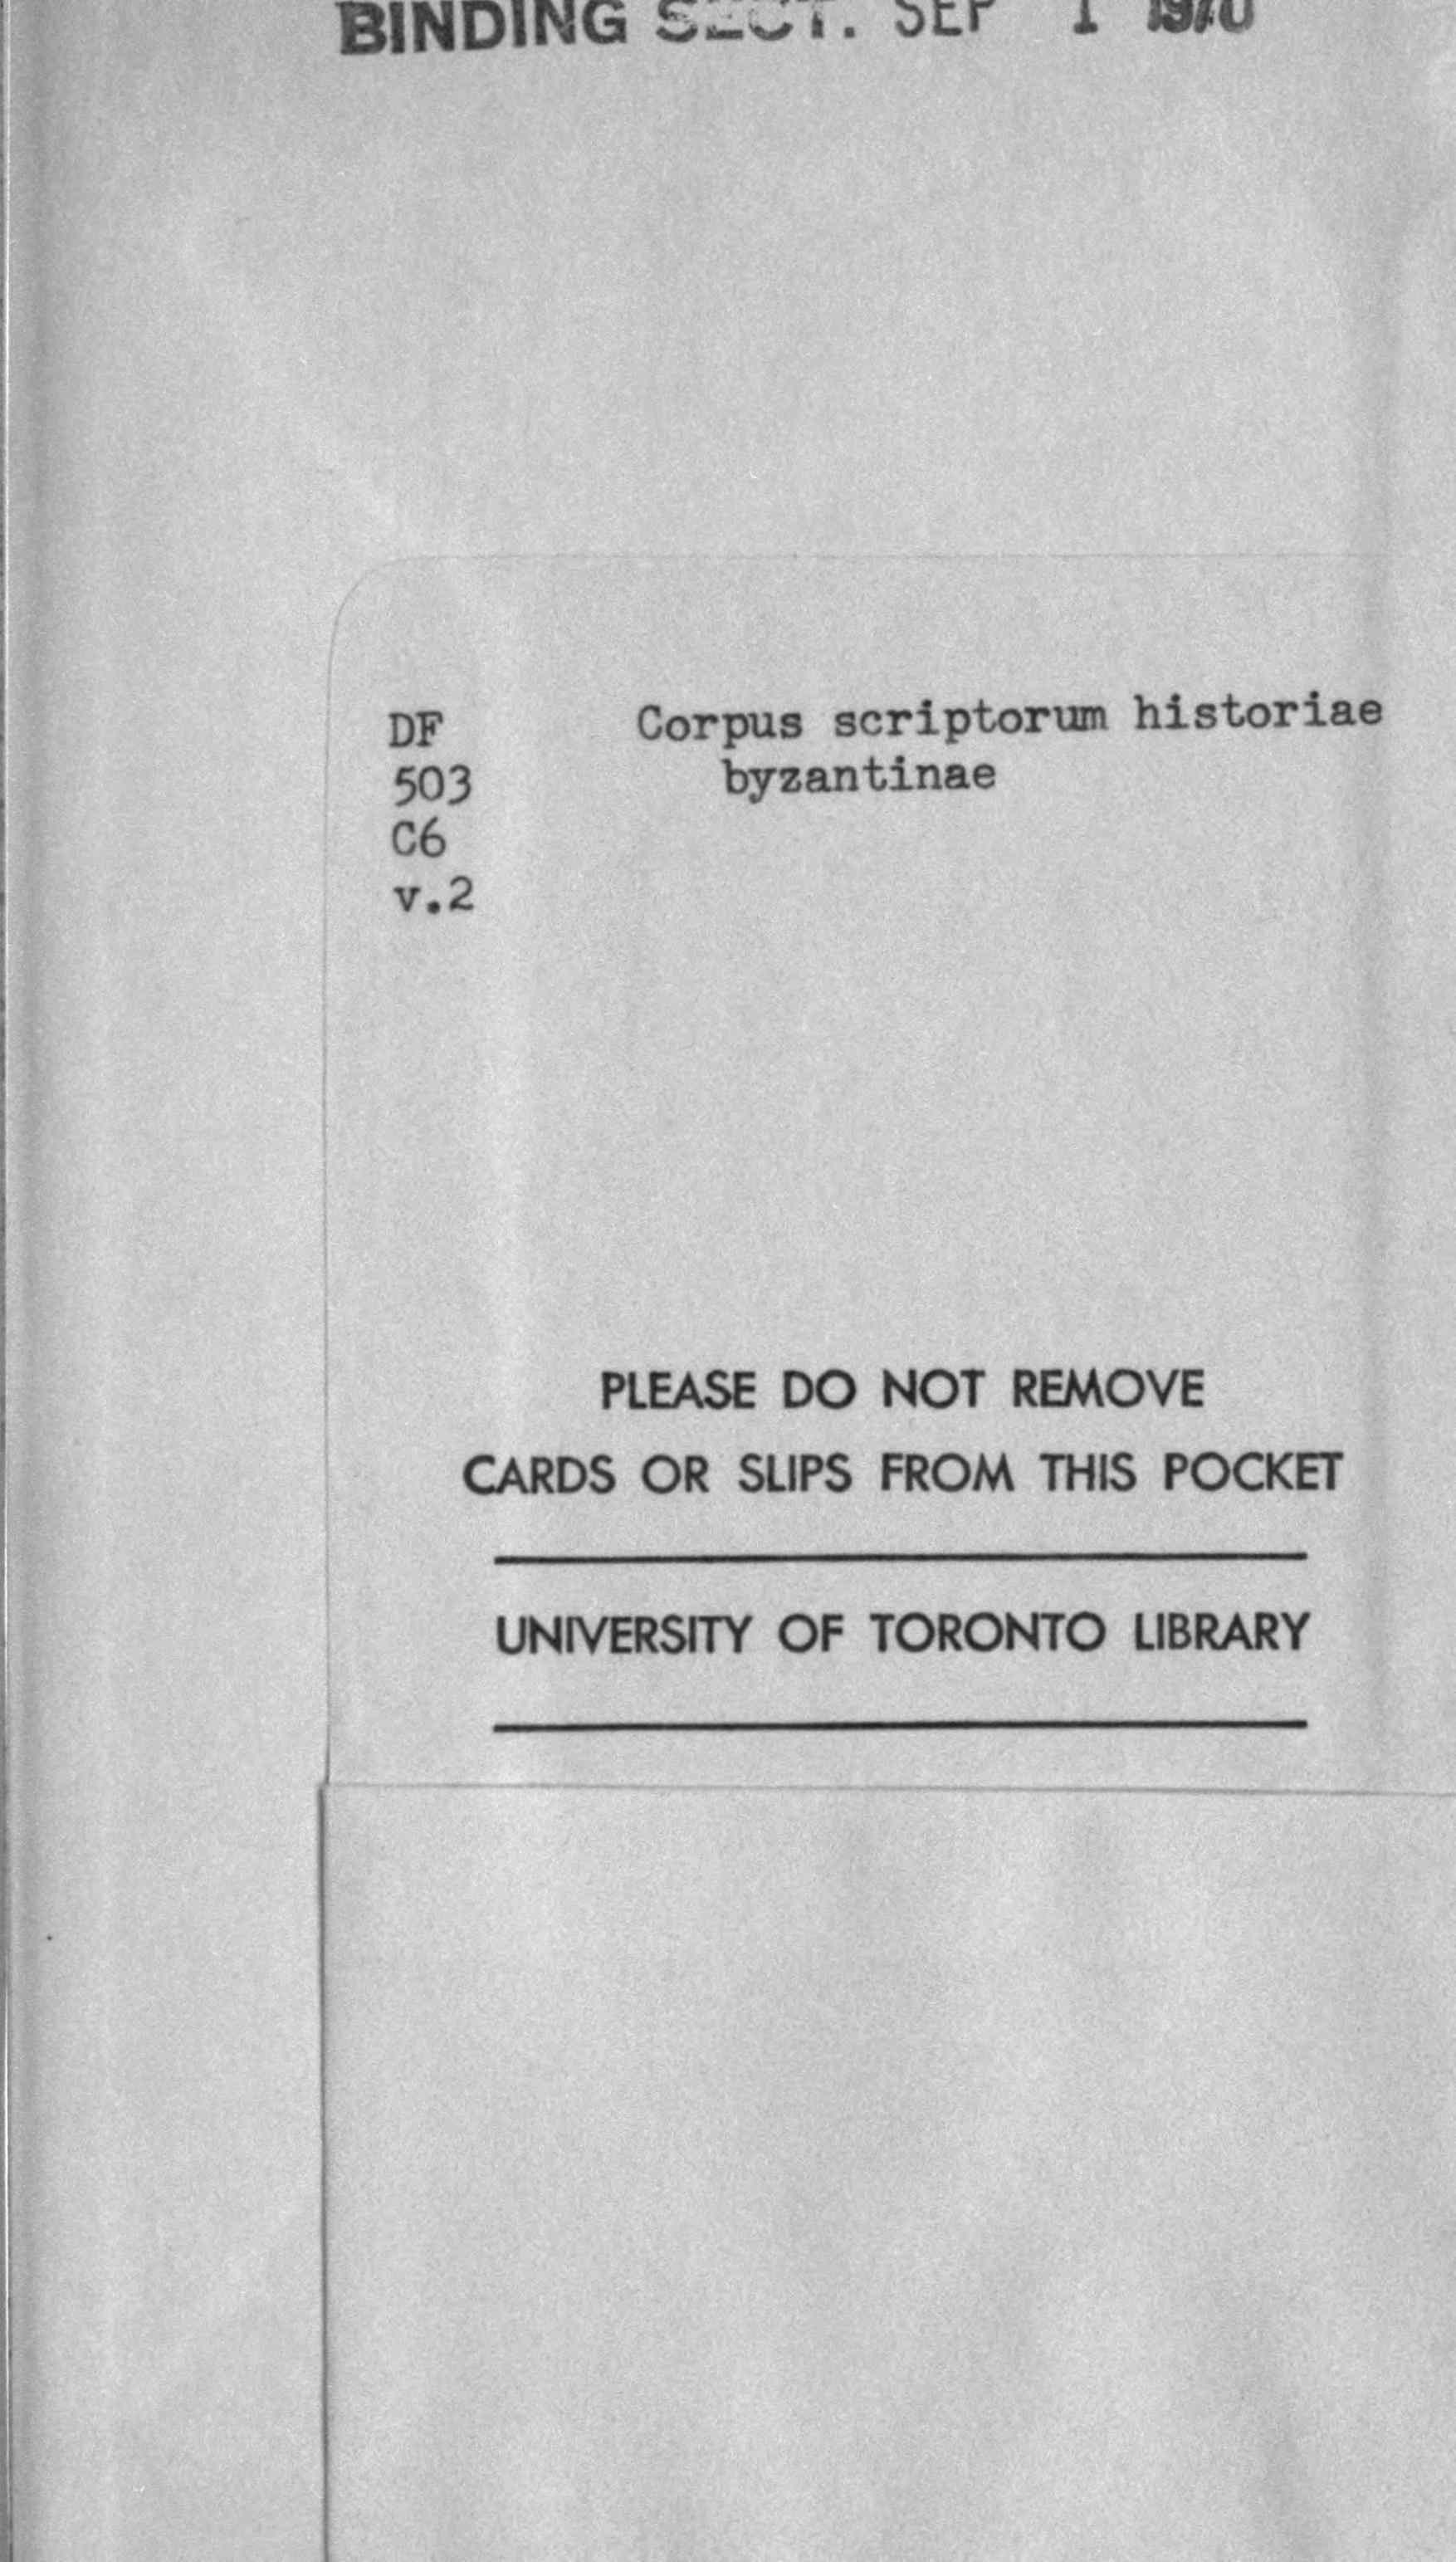 BINDING SECT. SEP 1 1970
DF Corpus scriptorum historiae
503 byzantinae
C6
v.2
PLEASE DO NOT REMOVE
CARDS OR SLIPS FROM THIS POCKET
UNIVERSITY OF TORONTO LIBRARY